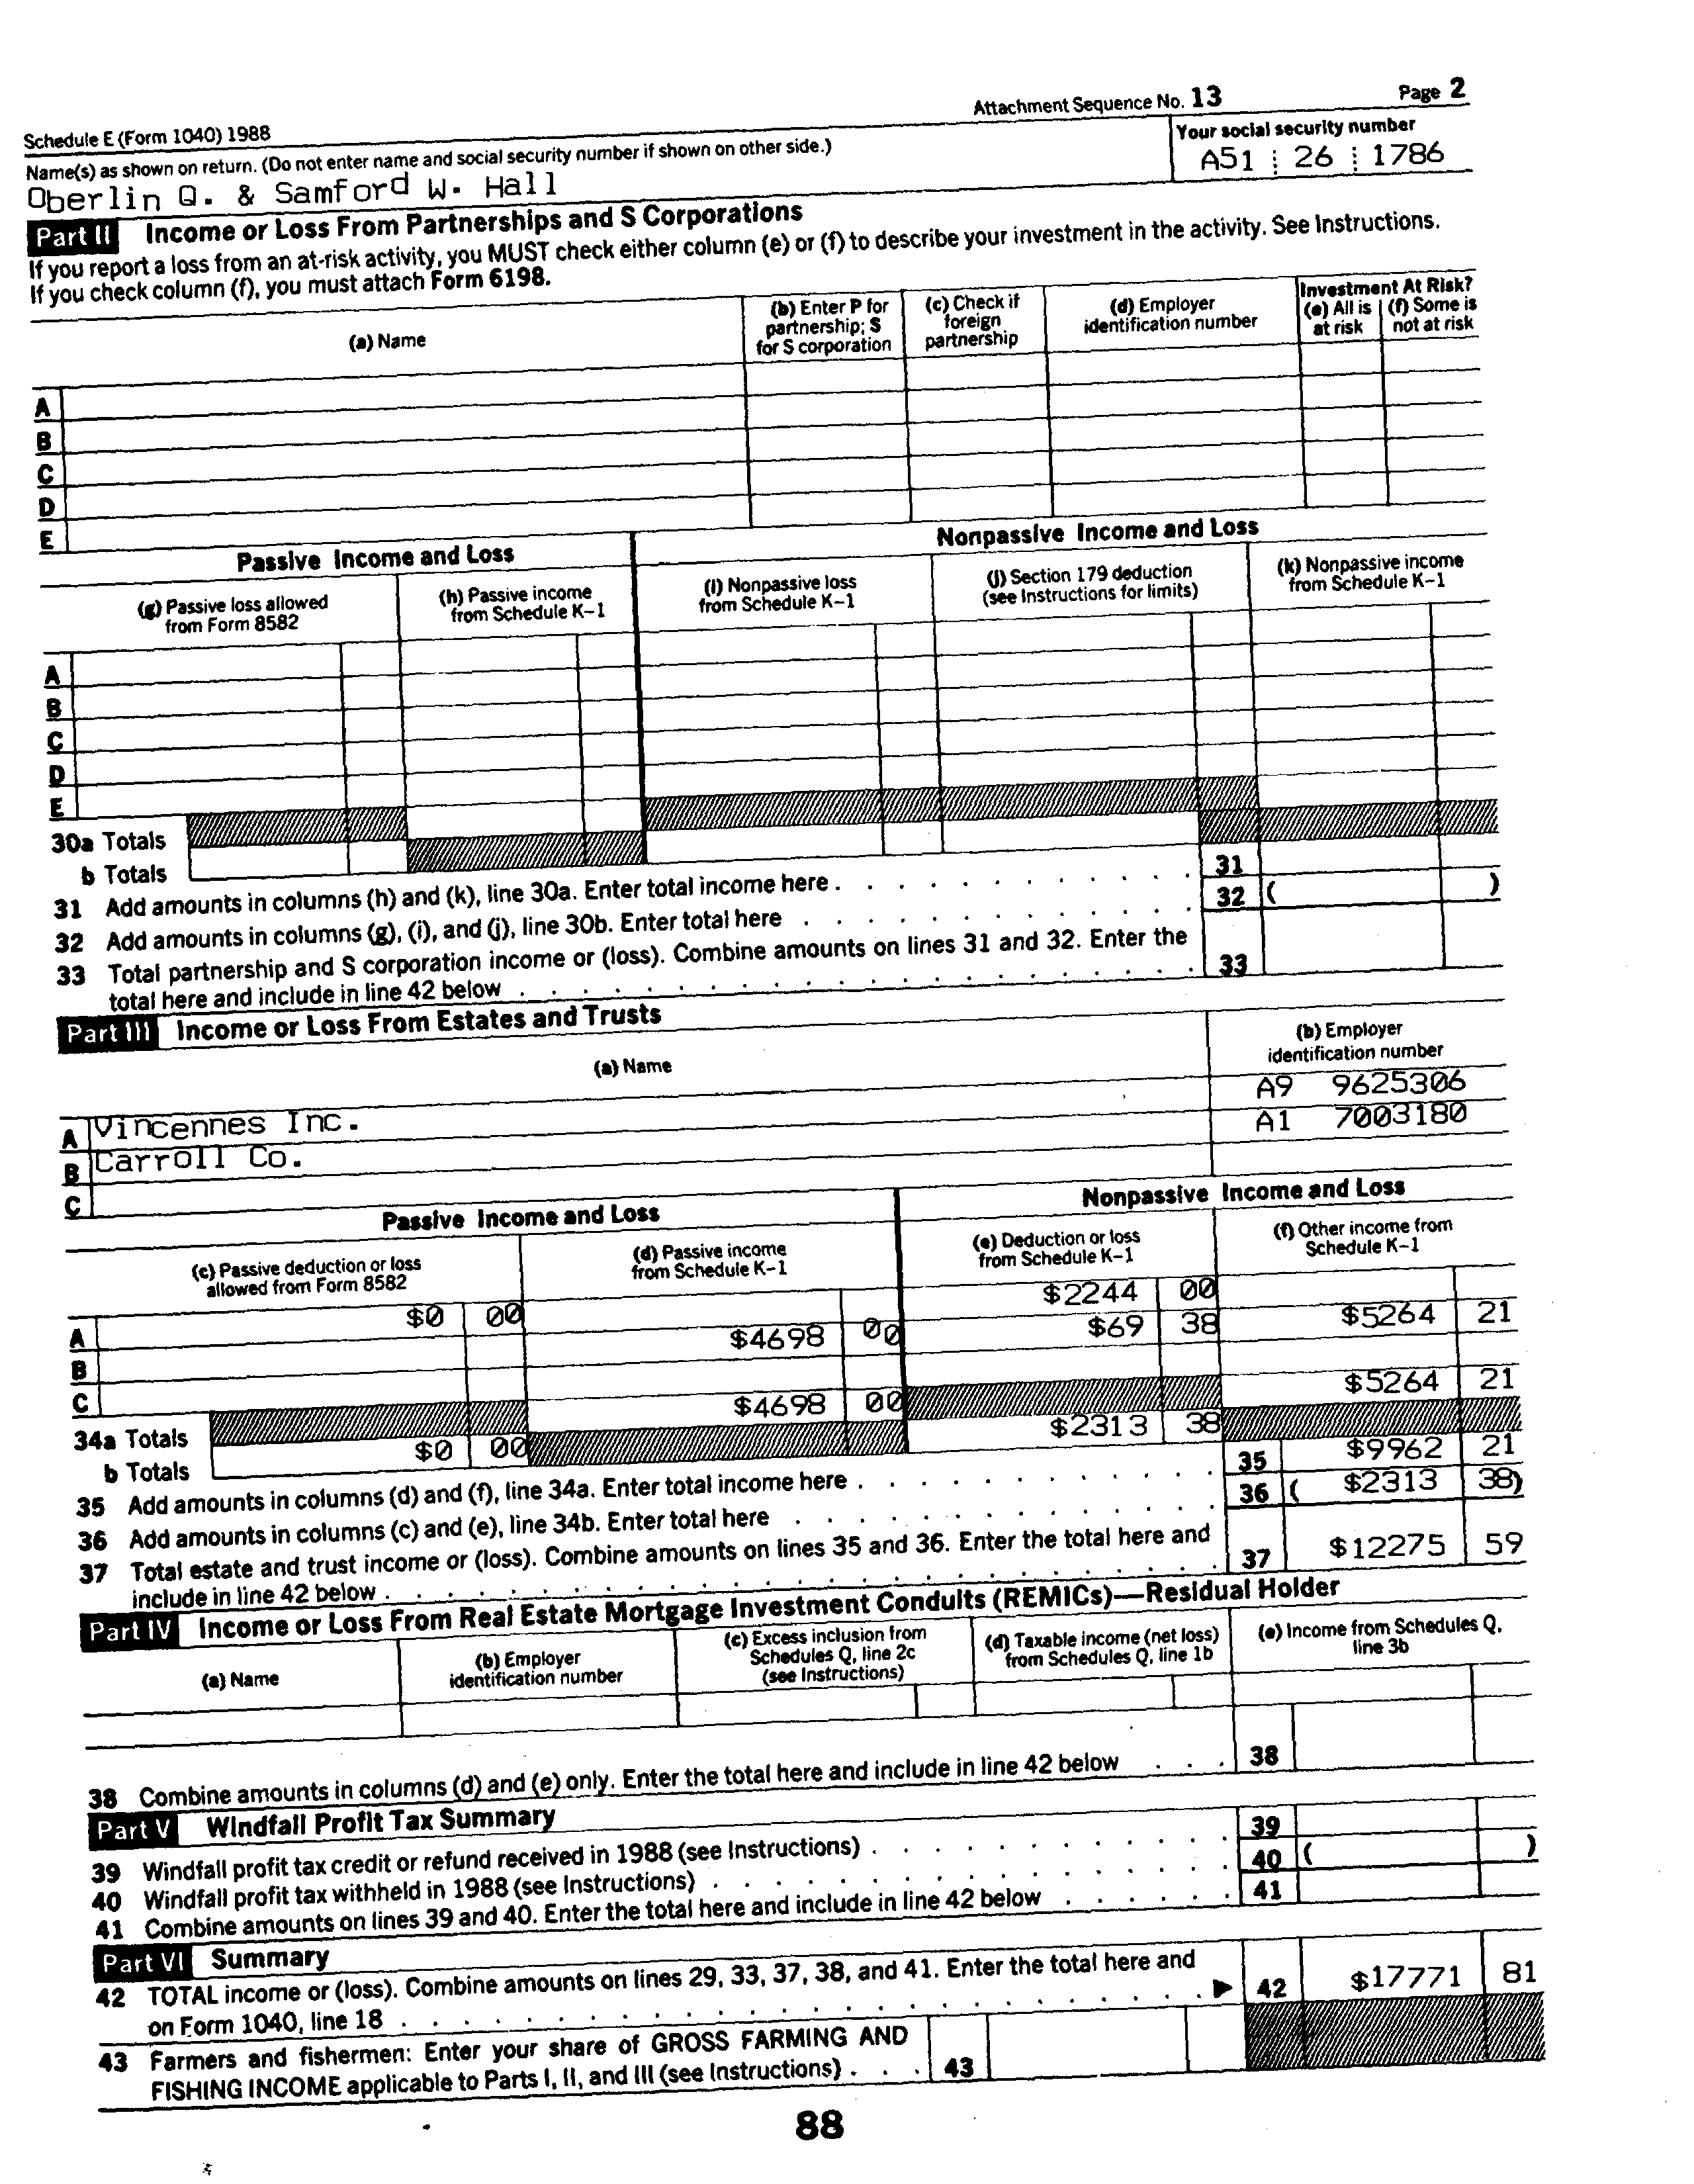 Attachment Sequence No. 13 Page 2
Schedule E (Form 1040) 1988
Name(s) as shown on return. (Do not enter name and social security number if shown on other side.) Your social security number
Oberlin Q. & Samford W. Hall A51 26 1786
Part II Income or Loss From Partnerships and S Corporations
If you report a loss from an at-risk activity, you MUST check either column (e) or (f) to describe your investment in the activity. See Instructions.
If you check column (f), you must attach Form 6198.
(a) Name
(b) Enter P for
partnership; S
for S corporation
(c) Check if
foreign
partnership
(d) Employer
identification number
Investment At Risk?
(e) All is
at risk
(f) Some is
not at risk
A
B
C
D
E
Passive Income and Loss Nonpassive Income and Loss
(g) Passive loss allowed
from Form 8582
(h) Passive income
from Schedule K–1
(i) Nonpassive loss
from Schedule K–1
(j) Section 179 deduction
(see Instructions for limits)
(k) Nonpassive income
from Schedule K–1
A
B
C
D
E
30a Totals
b Totals
31 Add amounts in columns (h) and (k), line 30a. Enter total income here . . . . . . . . . . . 31
32 Add amounts in columns (g), (i), and (j), line 30b. Enter total here . . . . . . . . . . . . 32 ( )
33 Total partnership and S corporation income or (loss). Combine amounts on lines 31 and 32. Enter the
total here and include in line 42 below . . . . . . . . . . . . . . . . . . . . . 33
Part III Income or Loss From Estates and Trusts
(a) Name
(b) Employer
identification number
A Vincennes Inc. A9 9625306
B Carroll Co. A1 7003180
C
Passive Income and Loss Nonpassive Income and Loss
(c) Passive deduction or loss
allowed from Form 8582
(d) Passive income
from Schedule K–1
(e) Deduction or loss
from Schedule K–1
(f) Other income from
Schedule K–1
A $0 00 $2244 00
B $4698 00 $69 38 $5264 21
C
34a Totals $4698 00 $5264 21
b Totals $0 00 $2313 38
35 Add amounts in columns (d) and (f), line 34a. Enter total income here . . . . . . . . . . . 35 $9962 21
36 Add amounts in columns (c) and (e), line 34b. Enter total here . . . . . . . . . . . . 36 ( $2313 38)
37 Total estate and trust income or (loss). Combine amounts on lines 35 and 36. Enter the total here and
include in line 42 below . . . . . . . . . . . . . . . . . . . . . . . . . 37 $12275 59
Part IV Income or Loss From Real Estate Mortgage Investment Conduits (REMICs)—Residual Holder
(a) Name
(b) Employer
identification number
(c) Excess inclusion from
Schedules Q, line 2c
(see Instructions)
(d) Taxable income (net loss)
from Schedules Q, line 1b
(e) Income from Schedules Q,
line 3b
38 Combine amounts in columns (d) and (e) only. Enter the total here and include in line 42 below . . . 38
Part V Windfall Profit Tax Summary
39 Windfall profit tax credit or refund received in 1988 (see Instructions) . . . . . . . . . . . 39
40 Windfall profit tax withheld in 1988 (see Instructions) . . . . . . . . . . . . . . . . 40 ( )
41 Combine amounts on lines 39 and 40. Enter the total here and include in line 42 below . . . . . . 41
Part VI Summary
42 TOTAL income or (loss). Combine amounts on lines 29, 33, 37, 38, and 41. Enter the total here and
on Form 1040, line 18 . . . . . . . . . . . . . . . . . . . . . . . . ▶ 42 $17771 81
43 Farmers and fishermen: Enter your share of GROSS FARMING AND
FISHING INCOME applicable to Parts I, II, and III (see Instructions) . . . 43
88